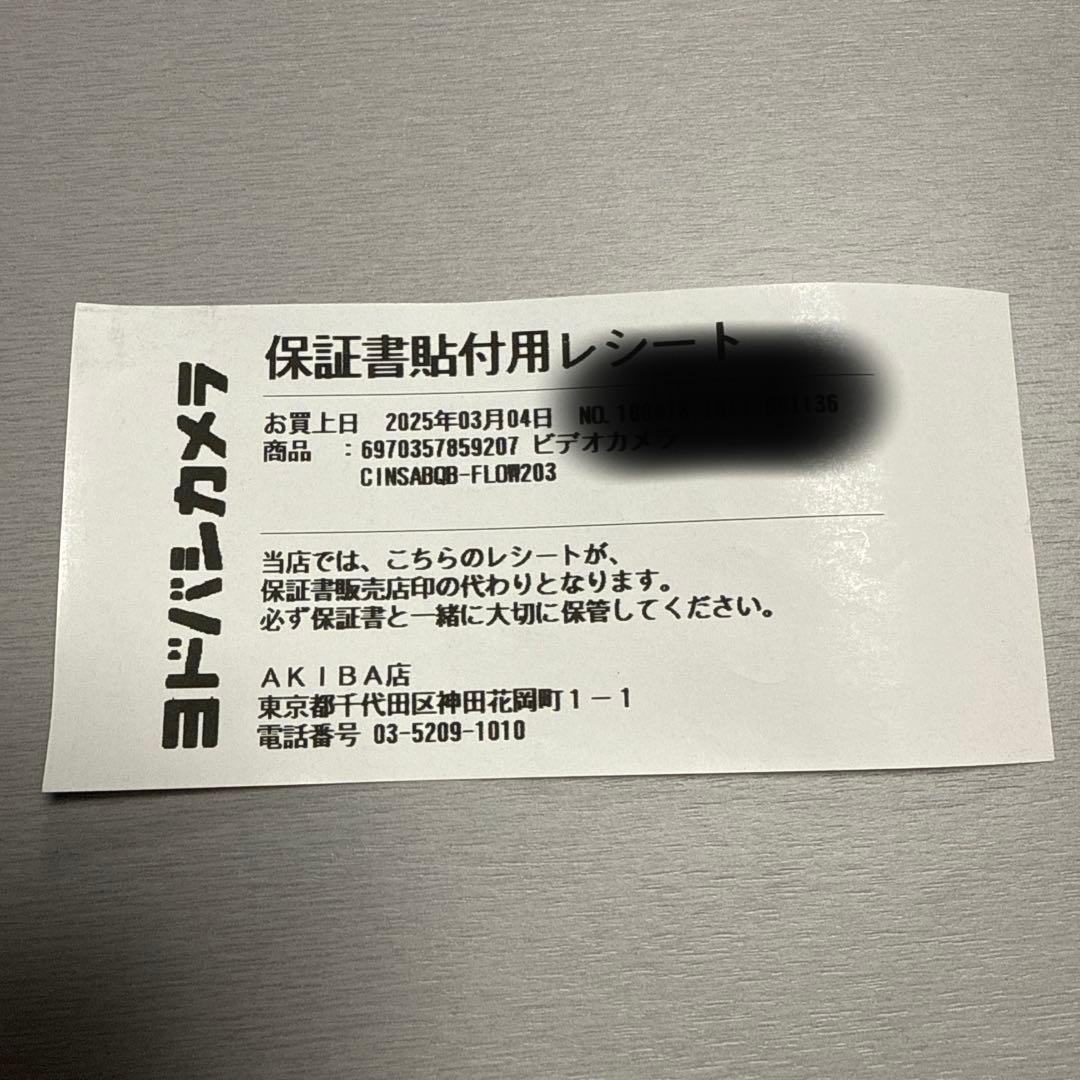 ヨドバシカメラ
保証書貼付用レシート
お買上日 2025年03月04日 NO.
商品 :6970357859207 ビデオカメラ
CINSABQB-FLOW203
当店では、こちらのレシートが、
保証書販売店印の代わりとなります。
必ず保証書と一緒に大切に保管してください。
AKIBA店
東京都千代田区神田花岡町1-1
電話番号 03-5209-1010